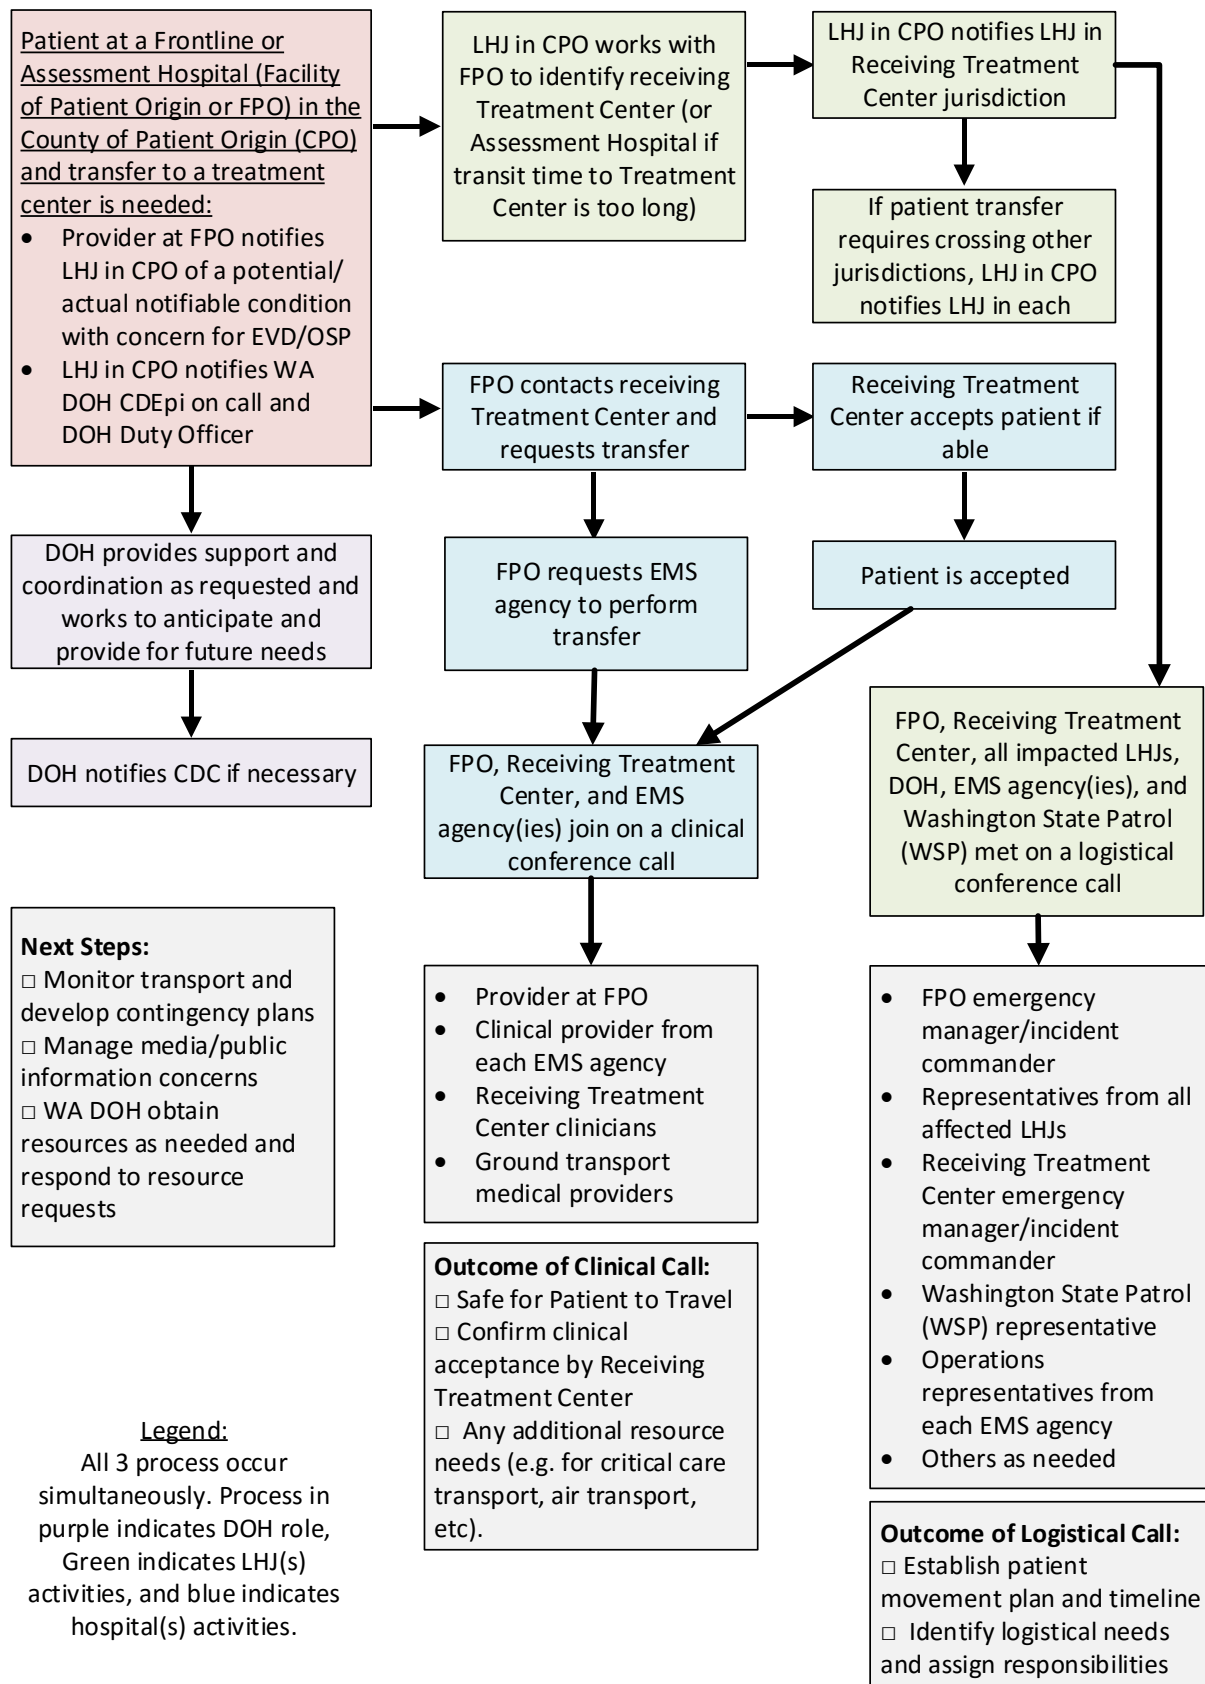 Patient at a Frontline or
Assessment Hospital (Facility
of Patient Origin or FPO) in the
County of Patient Origin (CPO)
and transfer to a treatment
center is needed:
• Provider at FPO notifies
LHJ in CPO of a potential/
actual notifiable condition
with concern for EVD/OSP
• LHJ in CPO notifies WA
DOH CDEpi on call and
DOH Duty Officer
LHJ in CPO works with
FPO to identify receiving
Treatment Center (or
Assessment Hospital if
transit time to Treatment
Center is too long)
LHJ in CPO notifies LHJ in
Receiving Treatment
Center jurisdiction
If patient transfer
requires crossing other
jurisdictions, LHJ in CPO
notifies LHJ in each
FPO contacts receiving
Treatment Center and
requests transfer
Receiving Treatment
Center accepts patient if
able
DOH provides support and
coordination as requested and
works to anticipate and
provide for future needs
FPO requests EMS
agency to perform
transfer
Patient is accepted
DOH notifies CDC if necessary
FPO, Receiving Treatment
Center, and EMS
agency(ies) join on a clinical
conference call
FPO, Receiving Treatment
Center, all impacted LHJs,
DOH, EMS agency(ies), and
Washington State Patrol
(WSP) met on a logistical
conference call
Next Steps:
□ Monitor transport and
develop contingency plans
□ Manage media/public
information concerns
□ WA DOH obtain
resources as needed and
respond to resource
requests
• Provider at FPO
• Clinical provider from
each EMS agency
• Receiving Treatment
Center clinicians
• Ground transport
medical providers
• FPO emergency
manager/incident
commander
• Representatives from all
affected LHJs
• Receiving Treatment
Center emergency
manager/incident
commander
• Washington State Patrol
(WSP) representative
• Operations
representatives from
each EMS agency
• Others as needed
Outcome of Clinical Call:
□ Safe for Patient to Travel
□ Confirm clinical
acceptance by Receiving
Treatment Center
□ Any additional resource
needs (e.g. for critical care
transport, air transport,
etc).
Legend:
All 3 process occur
simultaneously. Process in
purple indicates DOH role,
Green indicates LHJ(s)
activities, and blue indicates
hospital(s) activities.
Outcome of Logistical Call:
□ Establish patient
movement plan and timeline
□ Identify logistical needs
and assign responsibilities